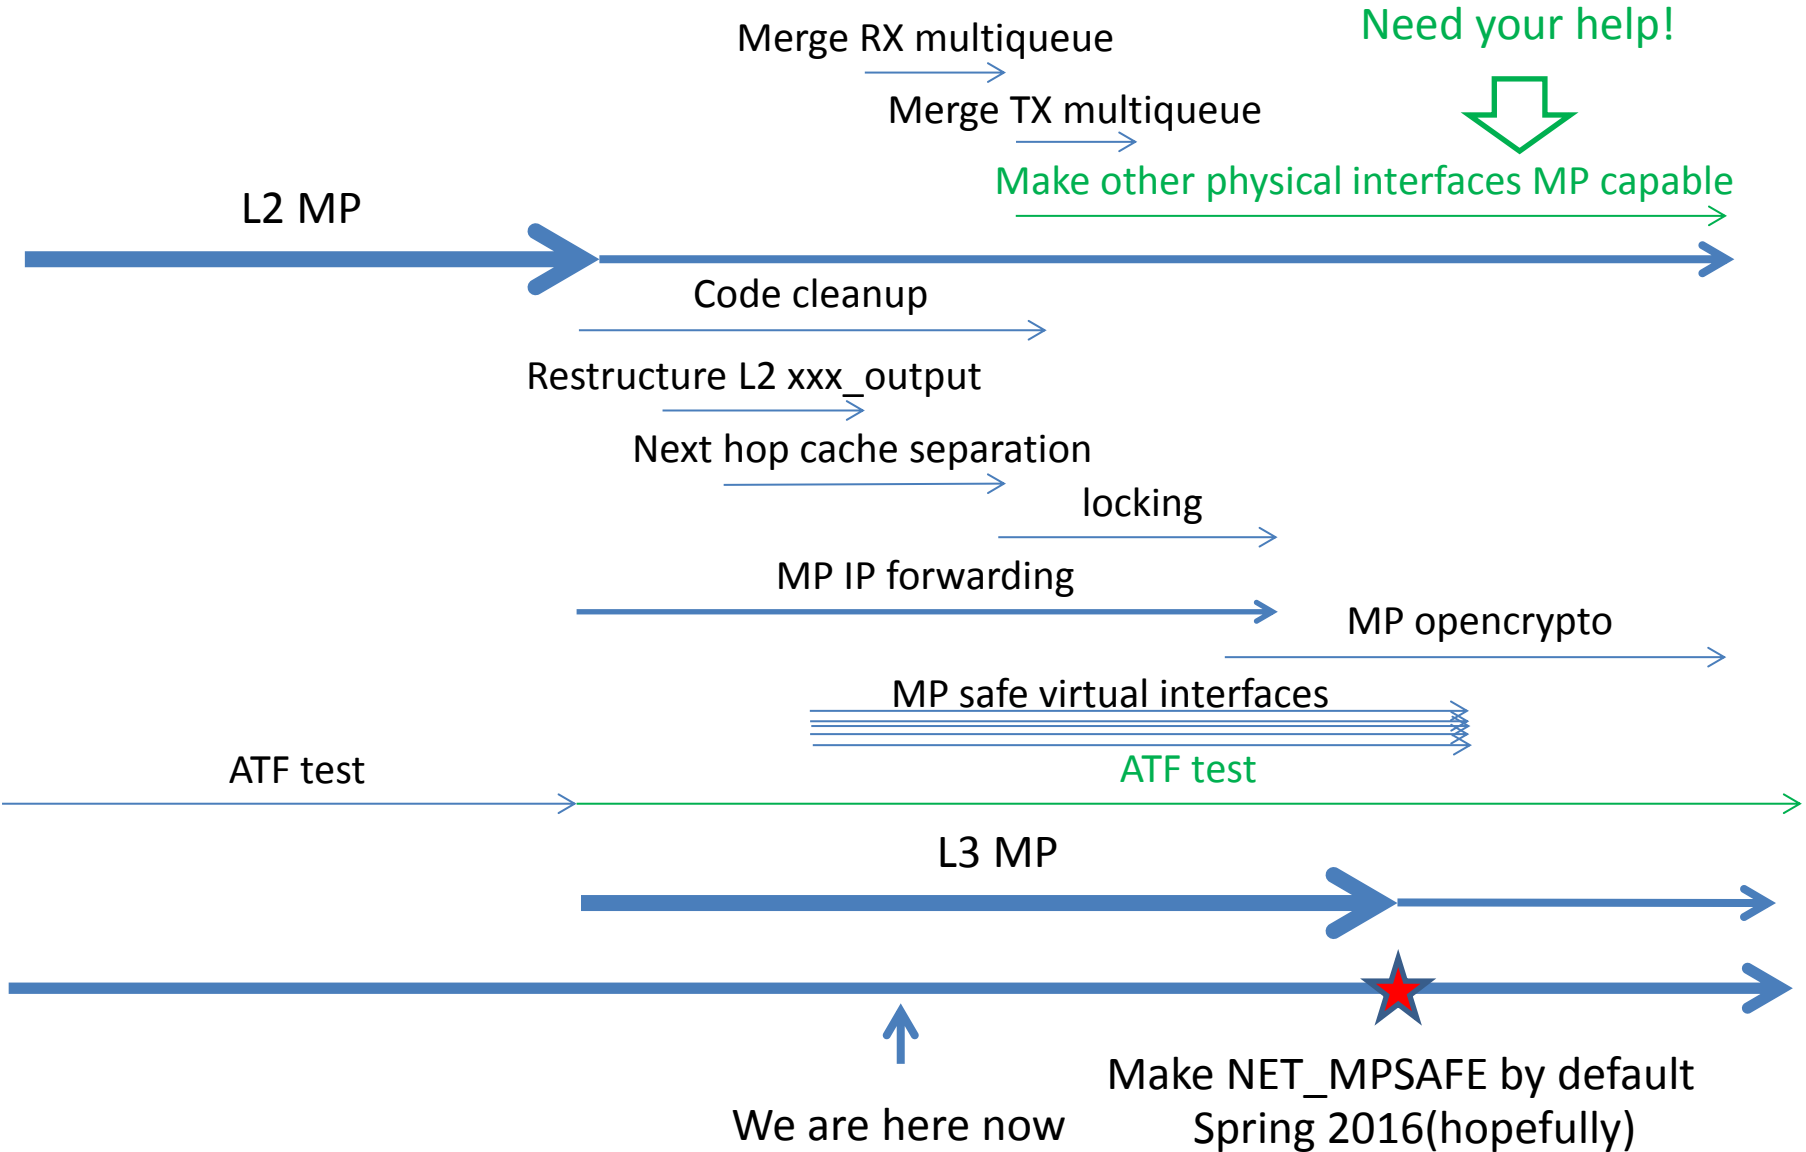 Need your help!
Merge RX multiqueue
Merge TX multiqueue
Make other physical interfaces MP capable
L2 MP
Code cleanup
Restructure L2 xxx_output
Next hop cache separation
locking
MP IP forwarding
MP opencrypto
MP safe virtual interfaces
ATF test
ATF test
L3 MP
We are here now
Make NET_MPSAFE by default
Spring 2016(hopefully)